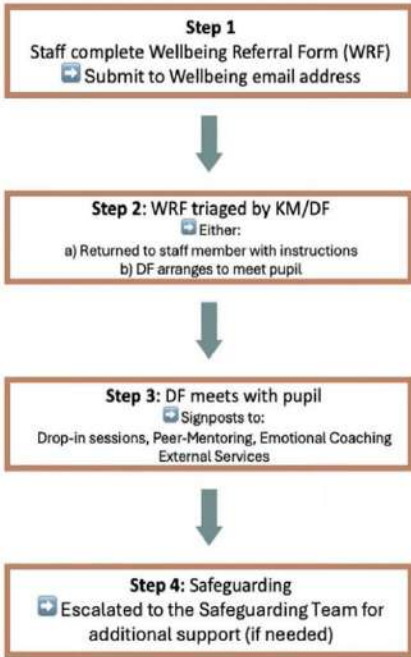 Step 1
Staff complete Wellbeing Referral Form (WRF)
➡ Submit to Wellbeing email address
Step 2: WRF triaged by KM/DF
➡ Either:
a) Returned to staff member with instructions
b) DF arranges to meet pupil
Step 3: DF meets with pupil
➡ Signposts to:
Drop-in sessions, Peer-Mentoring, Emotional Coaching
External Services
Step 4: Safeguarding
➡ Escalated to the Safeguarding Team for
additional support (if needed)